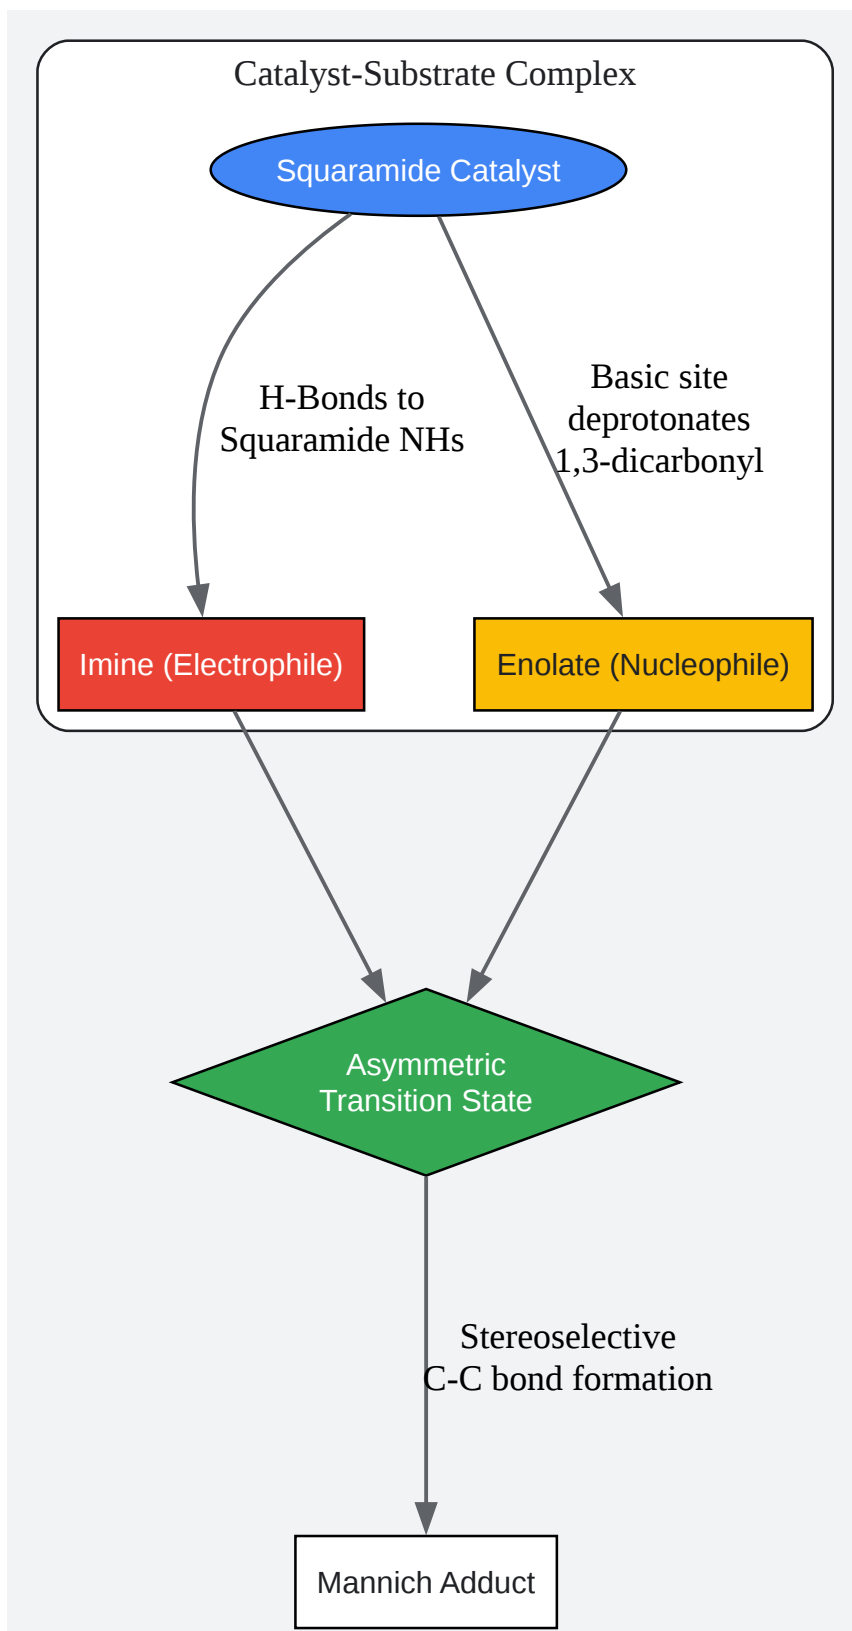 Catalyst-Substrate Complex
Squaramide Catalyst
H-Bonds to
Squaramide NHs
Basic site
deprotonates
1,3-dicarbonyl
Imine (Electrophile)
Enolate (Nucleophile)
Asymmetric
Transition State
Stereoselective
C-C bond formation
Mannich Adduct